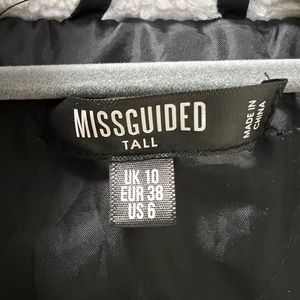 MISSGUIDED
TALL
MADE IN
CHINA
UK 10
EUR 38
US 6